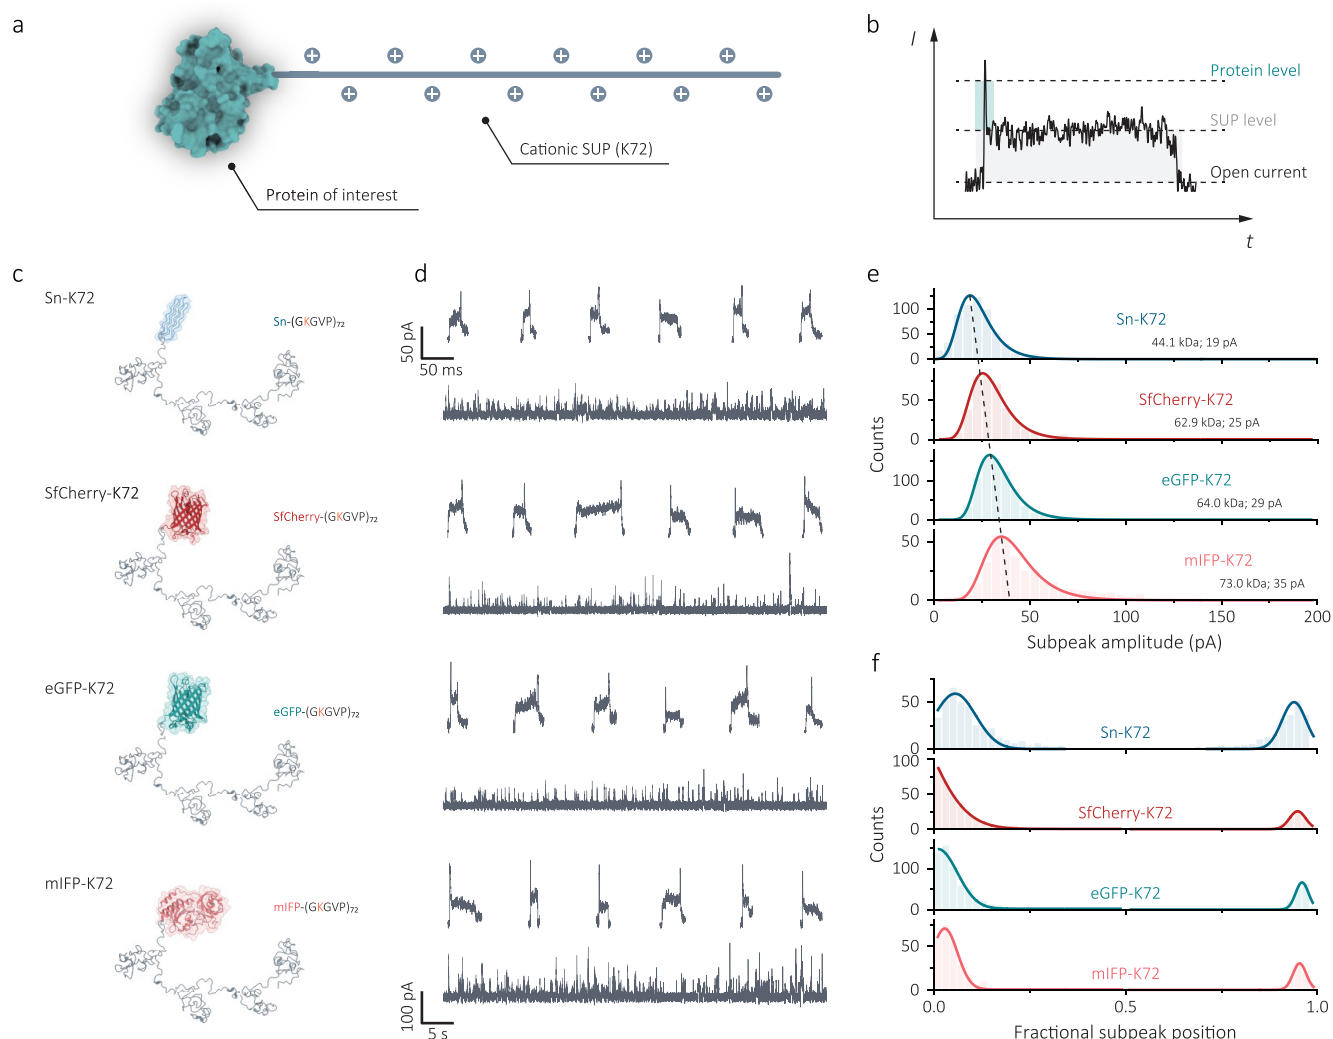 a
Protein of interest
Cationic SUP (K72)
b
I
Protein level
SUP level
Open current
t
c
Sn-K72
Sn-(GKGVP)₇₂
SfCherry-K72
SfCherry-(GKGVP)₇₂
eGFP-K72
eGFP-(GKGVP)₇₂
mIFP-K72
mIFP-(GKGVP)₇₂
d
50 pA
50 ms
100 pA
5 s
e
Counts
100
50
0
Sn-K72
44.1 kDa; 19 pA
50
0
SfCherry-K72
62.9 kDa; 25 pA
100
0
eGFP-K72
64.0 kDa; 29 pA
50
0
mIFP-K72
73.0 kDa; 35 pA
0 50 100 150 200
Subpeak amplitude (pA)
f
Counts
50
0
Sn-K72
100
50
0
SfCherry-K72
100
0
eGFP-K72
50
0
mIFP-K72
0.0 0.5 1.0
Fractional subpeak position